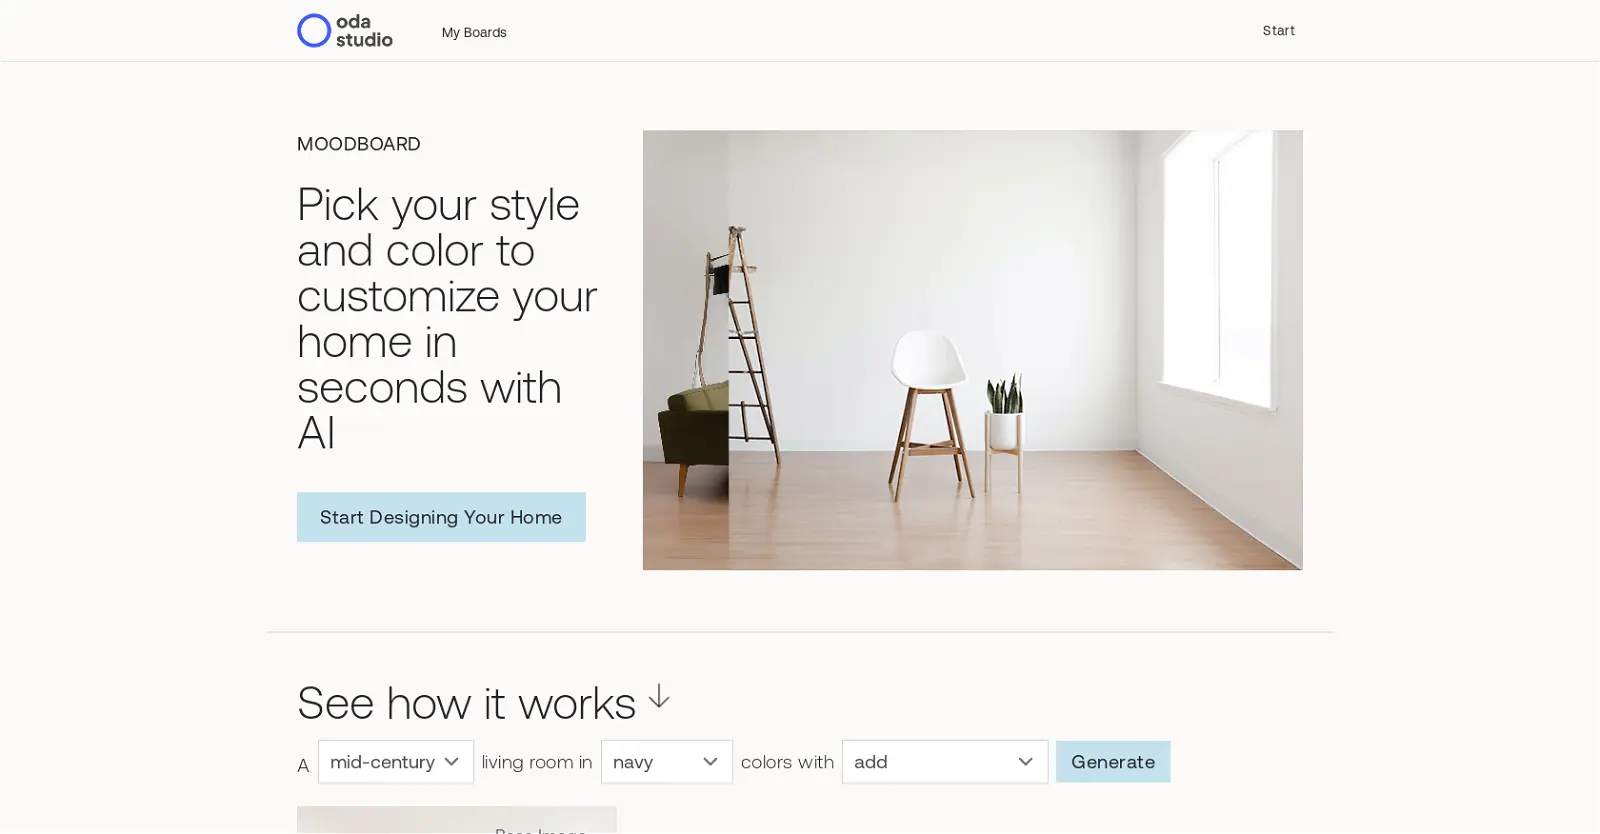 oda
studio
My Boards
Start
MOODBOARD
Pick your style
and color to
customize your
home in
seconds with
AI
Start Designing Your Home
See how it works
A mid-century living room in navy colors with add Generate